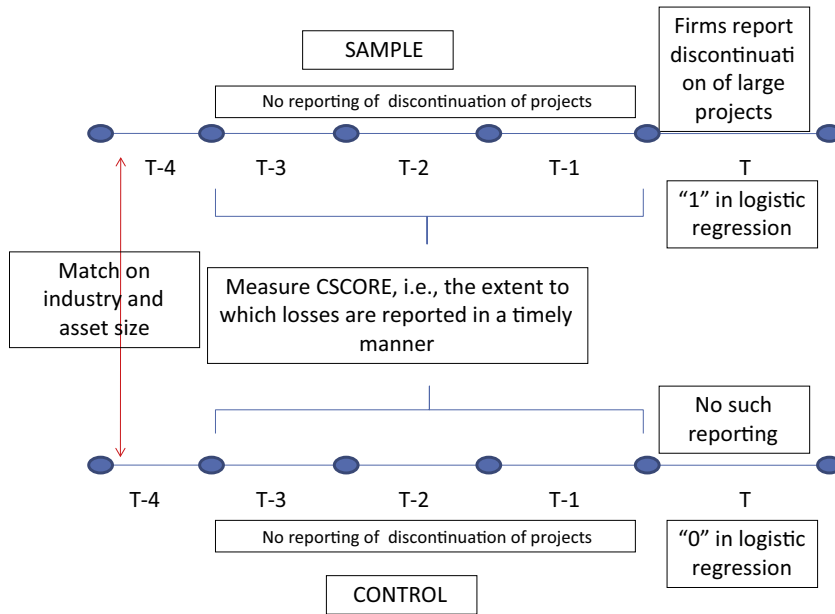 SAMPLE
Firms report
discontinuati
on of large
projects
No reporting of discontinuation of projects
T-4 T-3 T-2 T-1 T
“1” in logistic
regression
Match on
industry and
asset size
Measure CSCORE, i.e., the extent to
which losses are reported in a timely
manner
No such
reporting
T-4 T-3 T-2 T-1 T
No reporting of discontinuation of projects
“0” in logistic
regression
CONTROL